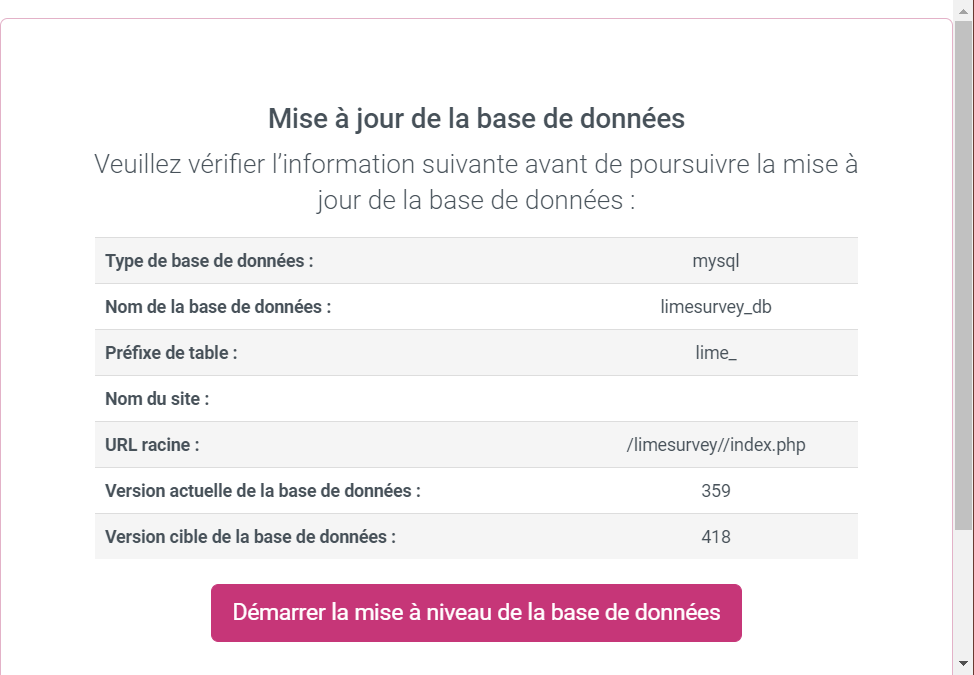 Mise à jour de la base de données
Veuillez vérifier l’information suivante avant de poursuivre la mise à
jour de la base de données :
Type de base de données : mysql
Nom de la base de données : limesurvey_db
Préfixe de table : lime_
Nom du site :
URL racine : /limesurvey//index.php
Version actuelle de la base de données : 359
Version cible de la base de données : 418
Démarrer la mise à niveau de la base de données